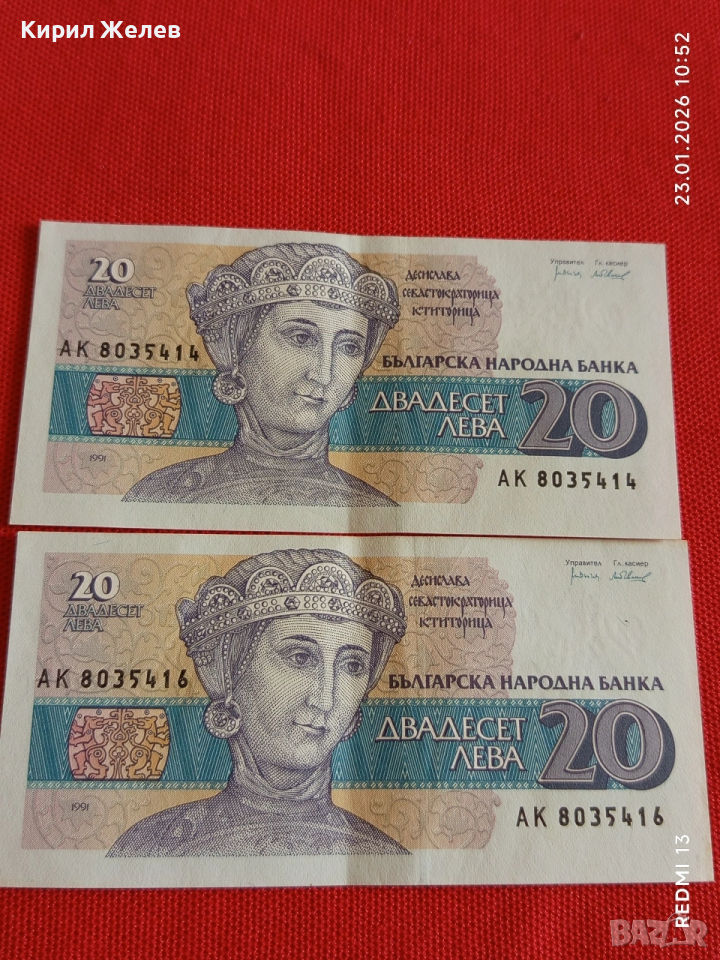 Кирил Желев
23.01.2026 10:52
20
ДВАДЕСЕТ
ЛЕВА
ДЕСИСЛАВА
СЕВАСТОКРАТОРИЦА
КТИТОРИЦА
Управител Гл. касиер
АК 8035414
БЪЛГАРСКА НАРОДНА БАНКА
ДВАДЕСЕТ
ЛЕВА
20
1991
АК 8035414
20
ДВАДЕСЕТ
ЛЕВА
ДЕСИСЛАВА
СЕВАСТОКРАТОРИЦА
КТИТОРИЦА
Управител Гл. касиер
АК 8035416
БЪЛГАРСКА НАРОДНА БАНКА
ДВАДЕСЕТ
ЛЕВА
20
1991
АК 8035416
REDMI 13
BAZAR